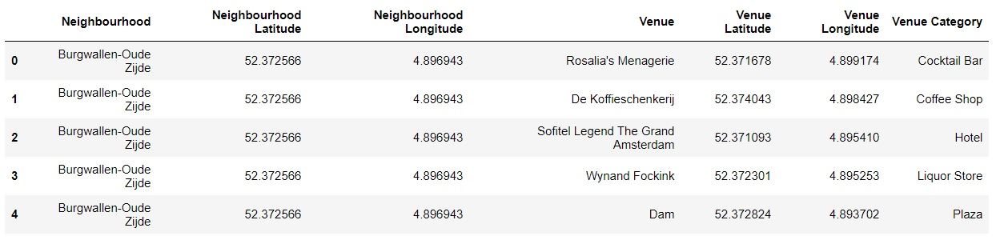 Neighbourhood Neighbourhood Latitude Neighbourhood Longitude Venue Venue Latitude Venue Longitude Venue Category
0 Burgwallen-Oude Zijde 52.372566 4.896943 Rosalia's Menagerie 52.371678 4.899174 Cocktail Bar
1 Burgwallen-Oude Zijde 52.372566 4.896943 De Koffieschenkerij 52.374043 4.898427 Coffee Shop
2 Burgwallen-Oude Zijde 52.372566 4.896943 Sofitel Legend The Grand Amsterdam 52.371093 4.895410 Hotel
3 Burgwallen-Oude Zijde 52.372566 4.896943 Wynand Fockink 52.372301 4.895253 Liquor Store
4 Burgwallen-Oude Zijde 52.372566 4.896943 Dam 52.372824 4.893702 Plaza